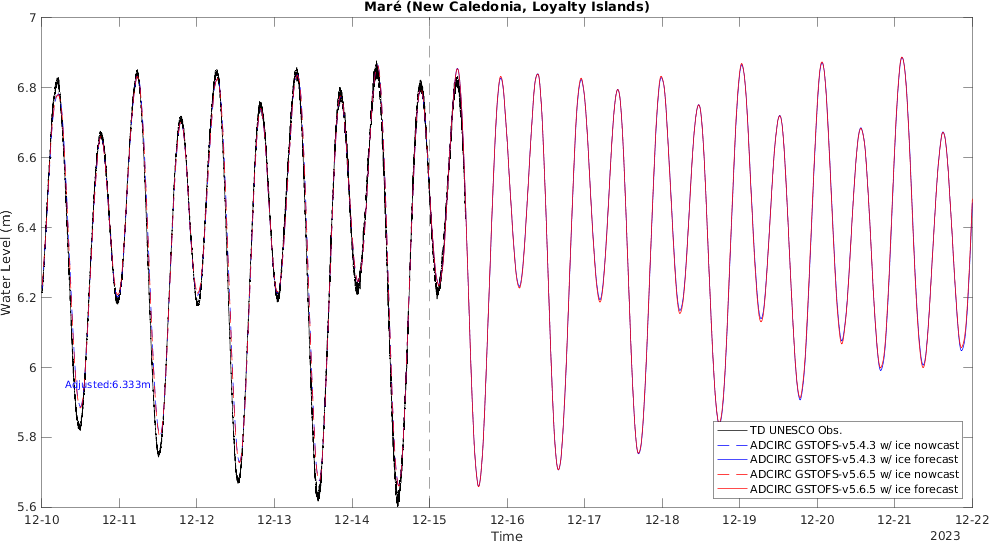 Maré (New Caledonia, Loyalty Islands)
7
6.8
6.6
6.4
6.2
6
5.8
5.6
Water Level (m)
Adjusted:6.333m
TD UNESCO Obs.
ADCIRC GSTOFS-v5.4.3 w/ ice nowcast
ADCIRC GSTOFS-v5.4.3 w/ ice forecast
ADCIRC GSTOFS-v5.6.5 w/ ice nowcast
ADCIRC GSTOFS-v5.6.5 w/ ice forecast
12-10 12-11 12-12 12-13 12-14 12-15 12-16 12-17 12-18 12-19 12-20 12-21 12-22
Time
2023